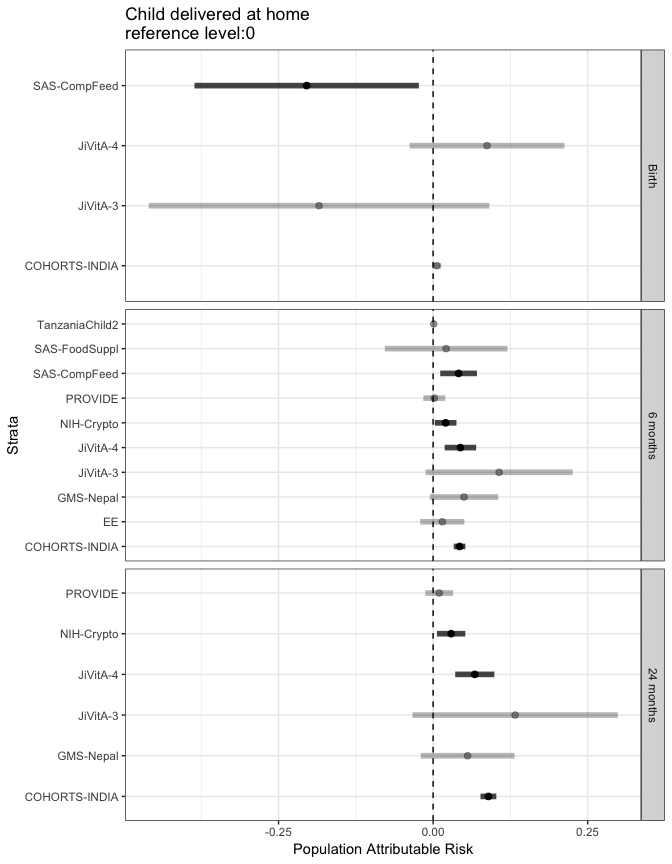 Child delivered at home
reference level:0
SAS-CompFeed
JiVitA-4
JiVitA-3
COHORTS-INDIA
Birth
TanzaniaChild2
SAS-FoodSuppl
SAS-CompFeed
PROVIDE
NIH-Crypto
JiVitA-4
JiVitA-3
GMS-Nepal
EE
COHORTS-INDIA
6 months
PROVIDE
NIH-Crypto
JiVitA-4
JiVitA-3
GMS-Nepal
COHORTS-INDIA
24 months
Strata
-0.25
0.00
0.25
Population Attributable Risk